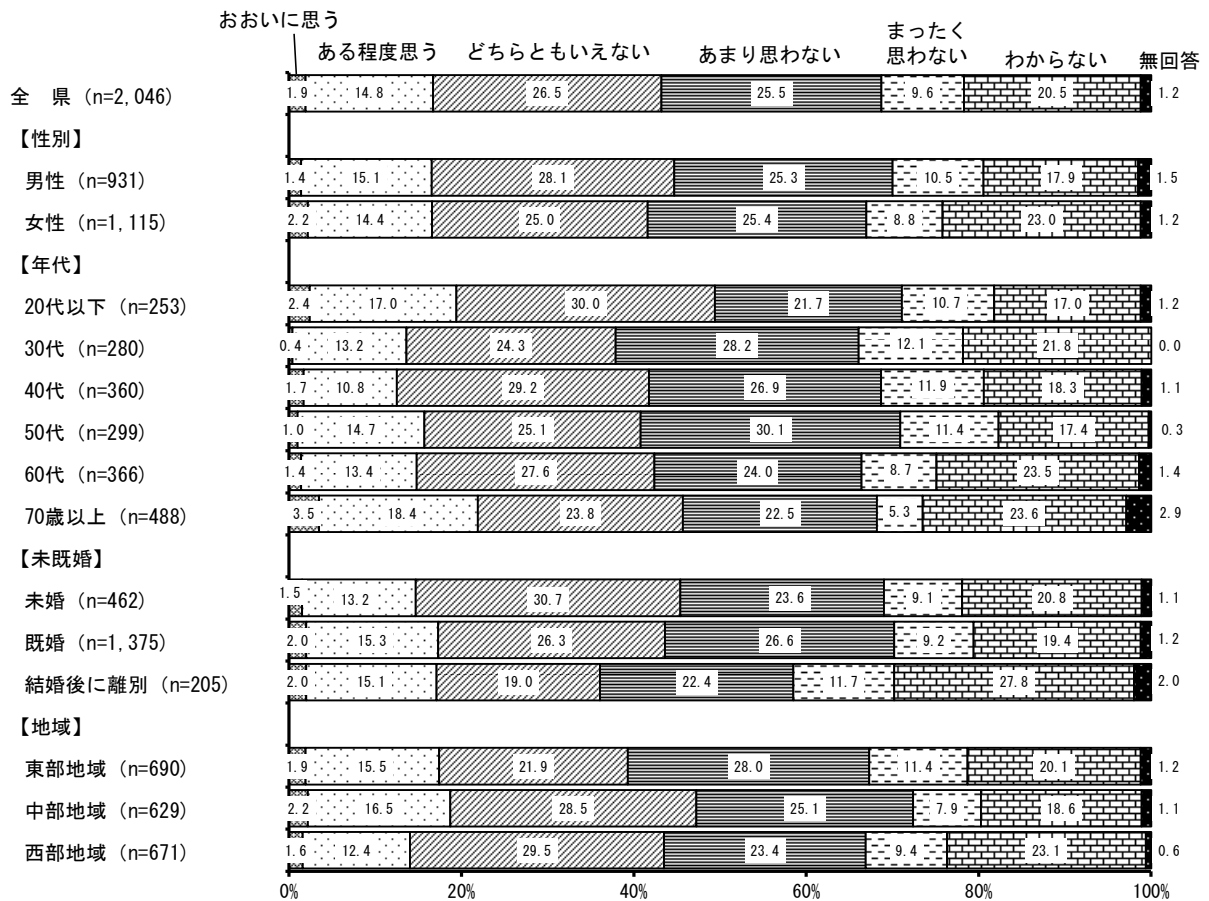 おおいに思う
ある程度思う どちらともいえない あまり思わない まったく思わない わからない 無回答
全　県 (n=2,046) 1.9 14.8 26.5 25.5 9.6 20.5 1.2
【性別】
男性 (n=931) 1.4 15.1 28.1 25.3 10.5 17.9 1.5
女性 (n=1,115) 2.2 14.4 25.0 25.4 8.8 23.0 1.2
【年代】
20代以下 (n=253) 2.4 17.0 30.0 21.7 10.7 17.0 1.2
30代 (n=280) 0.4 13.2 24.3 28.2 12.1 21.8 0.0
40代 (n=360) 1.7 10.8 29.2 26.9 11.9 18.3 1.1
50代 (n=299) 1.0 14.7 25.1 30.1 11.4 17.4 0.3
60代 (n=366) 1.4 13.4 27.6 24.0 8.7 23.5 1.4
70歳以上 (n=488) 3.5 18.4 23.8 22.5 5.3 23.6 2.9
【未既婚】
未婚 (n=462) 1.5 13.2 30.7 23.6 9.1 20.8 1.1
既婚 (n=1,375) 2.0 15.3 26.3 26.6 9.2 19.4 1.2
結婚後に離別 (n=205) 2.0 15.1 19.0 22.4 11.7 27.8 2.0
【地域】
東部地域 (n=690) 1.9 15.5 21.9 28.0 11.4 20.1 1.2
中部地域 (n=629) 2.2 16.5 28.5 25.1 7.9 18.6 1.1
西部地域 (n=671) 1.6 12.4 29.5 23.4 9.4 23.1 0.6
0% 20% 40% 60% 80% 100%